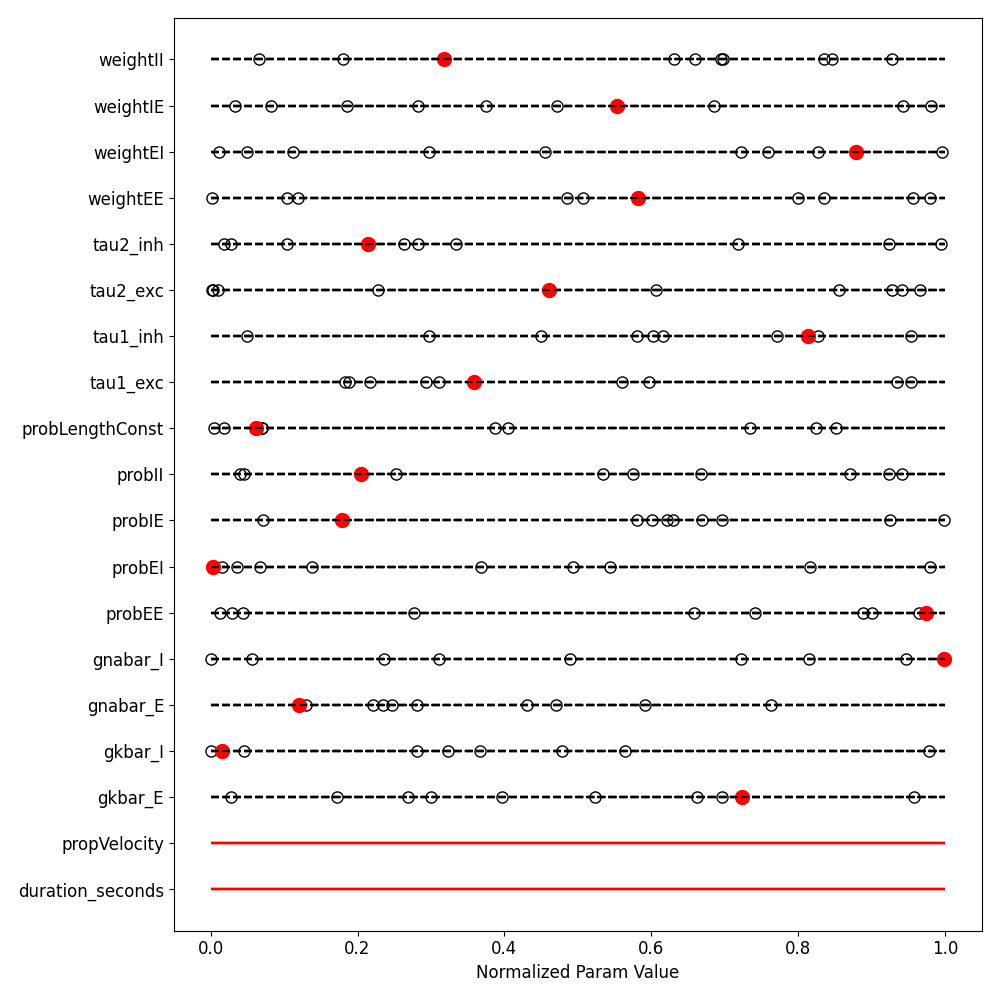 weightII
weightIE
weightEI
weightEE
tau2_inh
tau2_exc
tau1_inh
tau1_exc
probLengthConst
probII
probIE
probEI
probEE
gnabar_I
gnabar_E
gkbar_I
gkbar_E
propVelocity
duration_seconds
0.0 0.2 0.4 0.6 0.8 1.0
Normalized Param Value